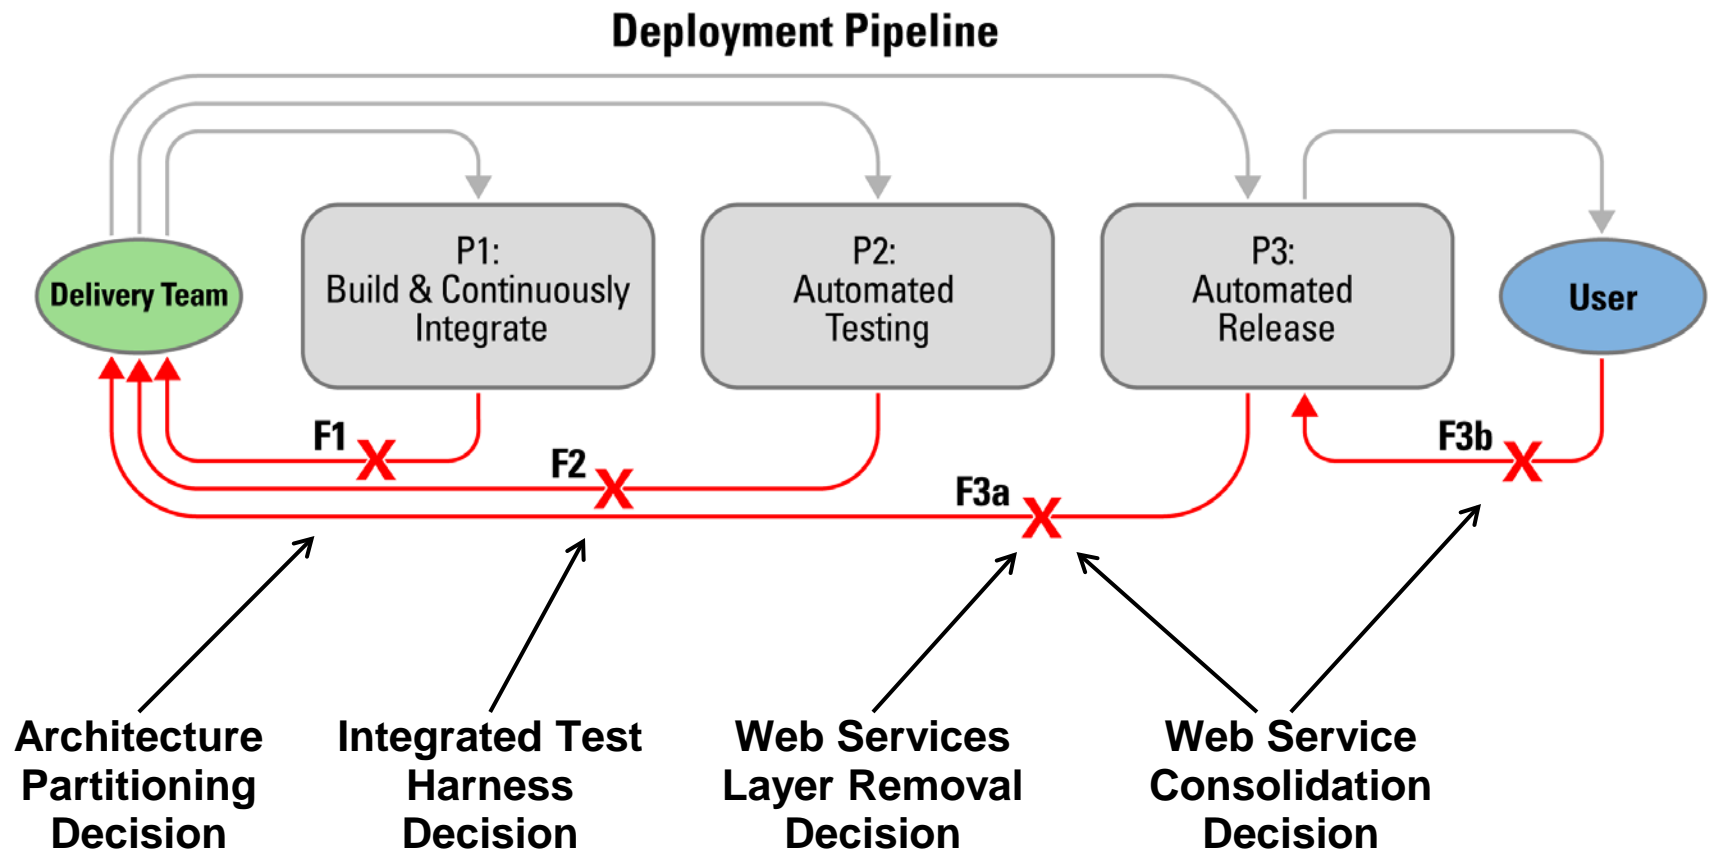 Deployment Pipeline
Delivery Team
P1:
Build & Continuously
Integrate
P2:
Automated
Testing
P3:
Automated
Release
User
F1
F2
F3a
F3b
X
X
X
X
Architecture
Partitioning
Decision
Integrated Test
Harness
Decision
Web Services
Layer Removal
Decision
Web Service
Consolidation
Decision